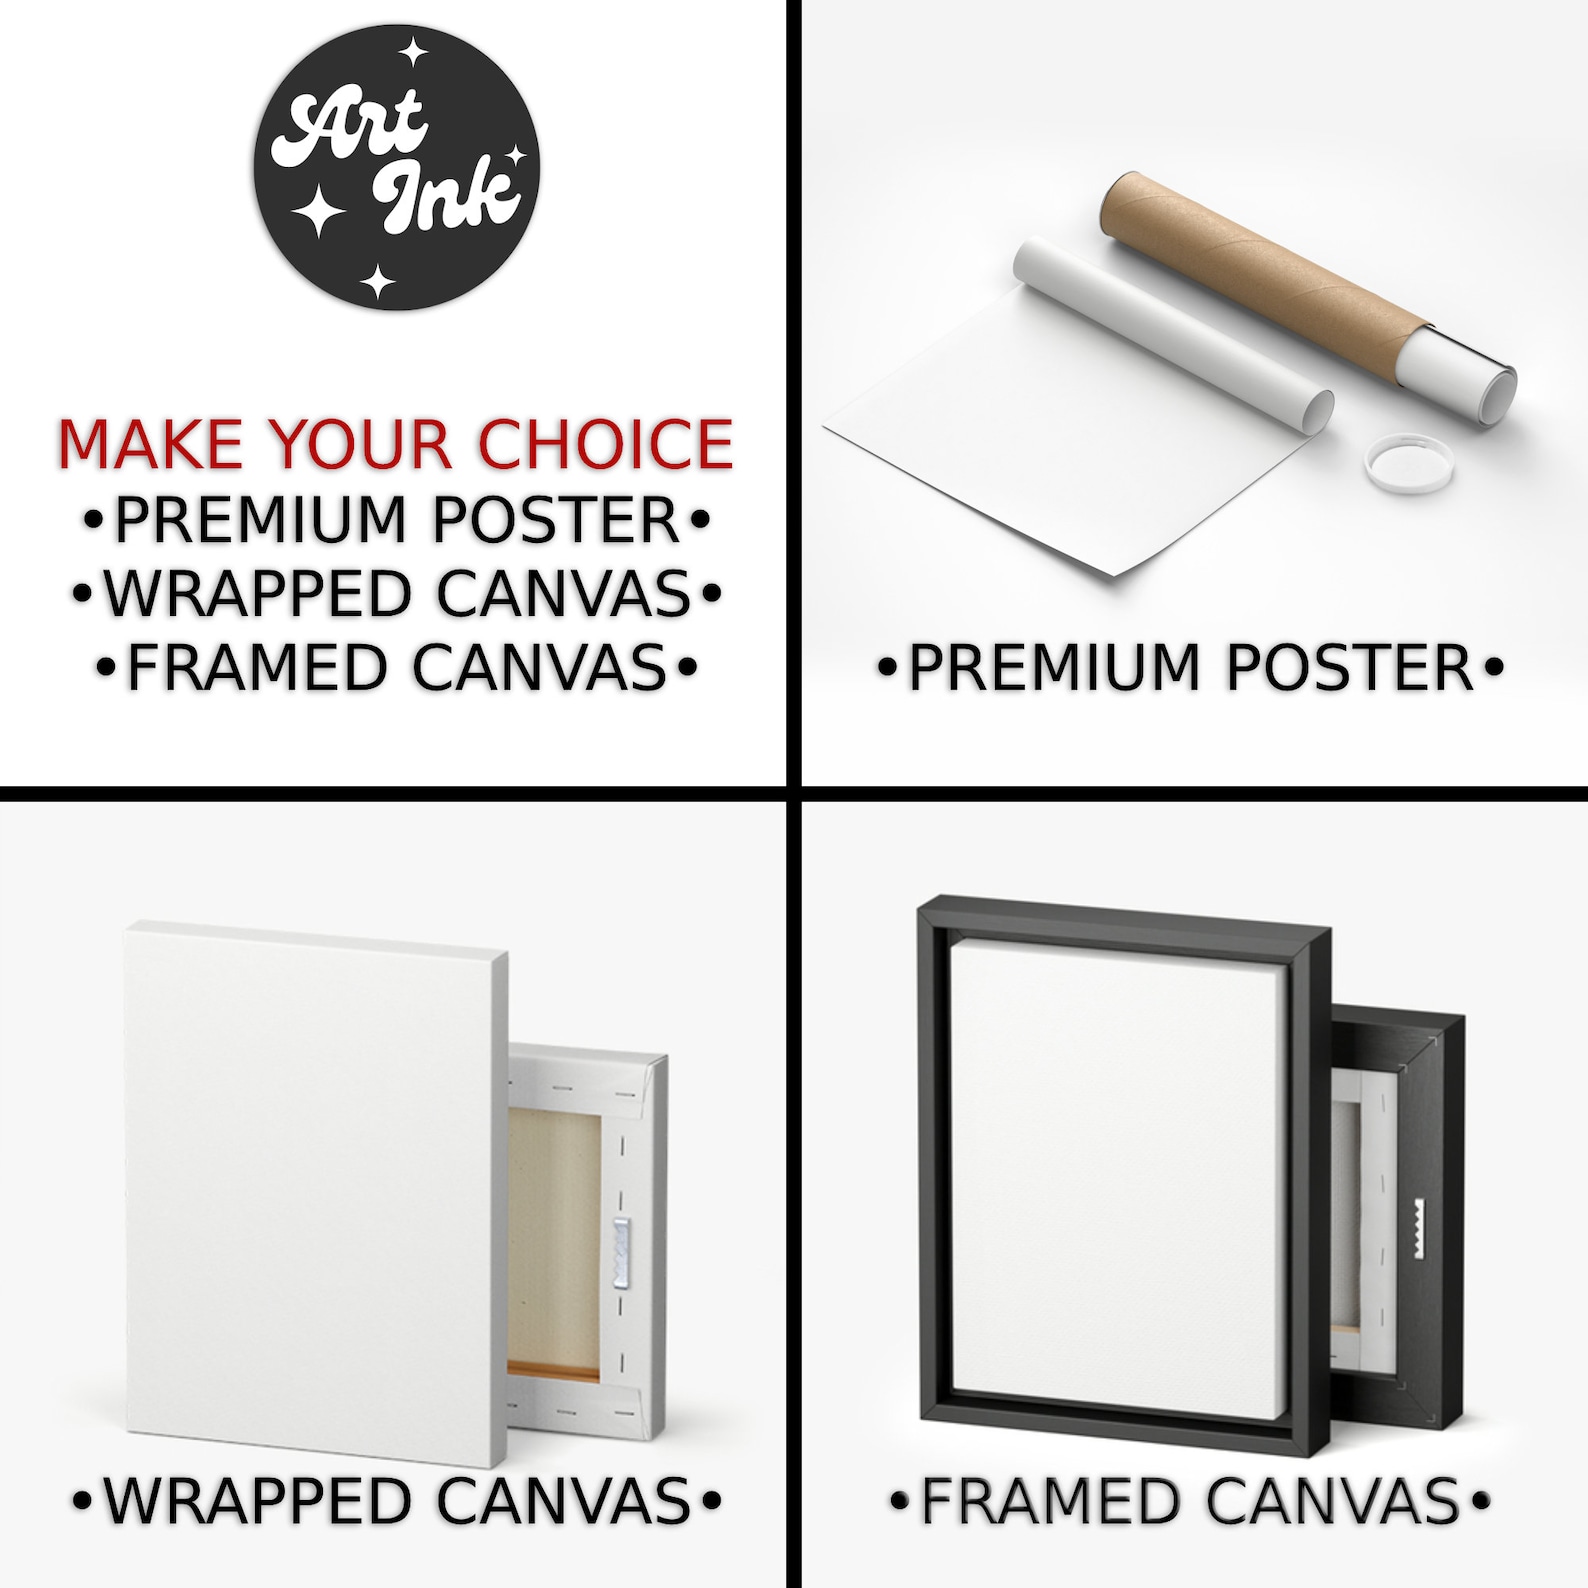 Art
Ink
MAKE YOUR CHOICE
•PREMIUM POSTER•
•WRAPPED CANVAS•
•FRAMED CANVAS•
•PREMIUM POSTER•
•WRAPPED CANVAS•
•FRAMED CANVAS•